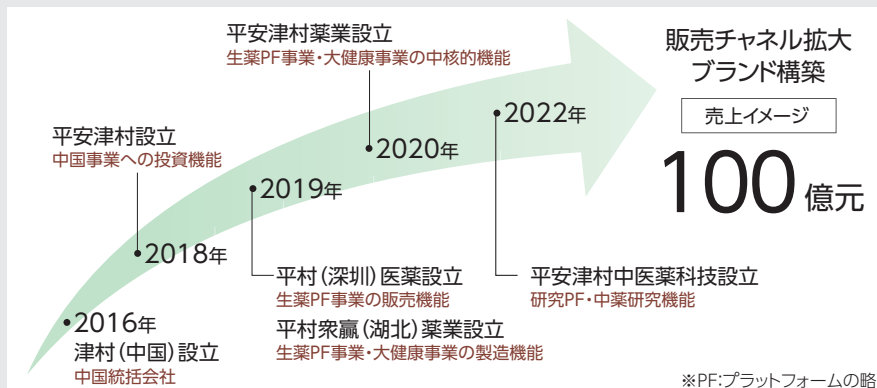 平安津村薬業設立
生薬PF事業・大健康事業の中核的機能
販売チャネル拡大
ブランド構築
売上イメージ
100億元
2022年
2020年
平安津村設立
中国事業への投資機能
2019年
2018年
平村(深圳)医薬設立
生薬PF事業の販売機能
平村衆贏(湖北)薬業設立
生薬PF事業・大健康事業の製造機能
平安津村中医薬科技設立
研究PF・中薬研究機能
2016年
津村(中国)設立
中国統括会社
※PF:プラットフォームの略